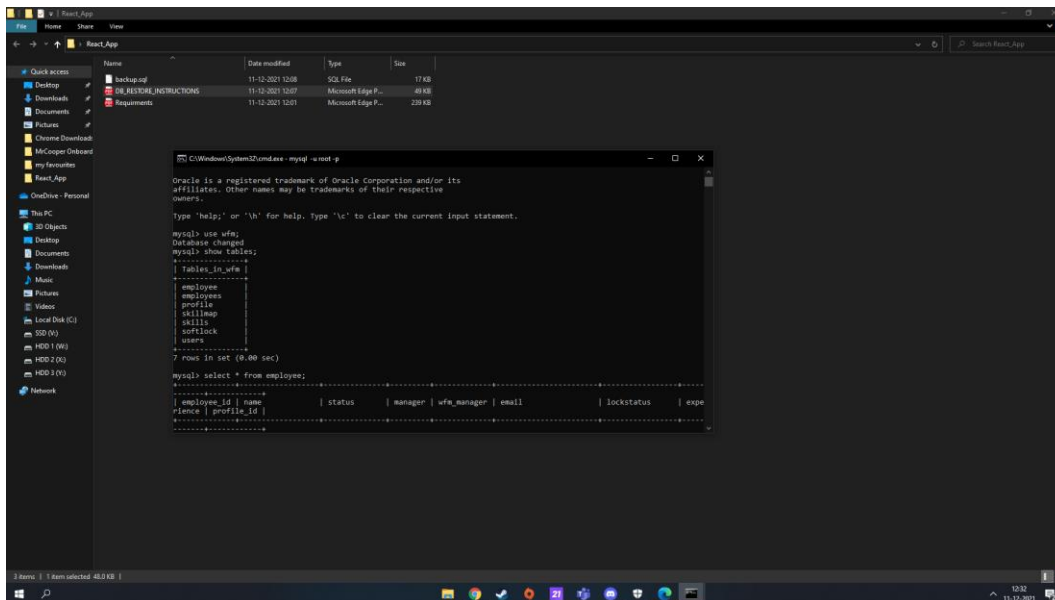 React_App
File Home Share View
React_App
Search React_App
Name Date modified Type Size
backup.sql 11-12-2021 12:08 SQL File 17 KB
DB_RESTORE_INSTRUCTIONS 11-12-2021 12:07 Microsoft Edge P... 49 KB
Requirments 11-12-2021 12:01 Microsoft Edge P... 239 KB
Quick access
Desktop
Downloads
Documents
Pictures
Chrome Downloads
MrCooper Onboard
my favourites
React_App
OneDrive - Personal
This PC
3D Objects
Desktop
Documents
Downloads
Music
Pictures
Videos
Local Disk (C:)
SSD (V:)
HDD 1 (W:)
HDD 2 (X:)
HDD 3 (Y:)
Network
C:\Windows\System32\cmd.exe - mysql -u root -p
Oracle is a registered trademark of Oracle Corporation and/or its
affiliates. Other names may be trademarks of their respective
owners.
Type 'help;' or '\h' for help. Type '\c' to clear the current input statement.
mysql> use wfm;
Database changed
mysql> show tables;
+---------------+
| Tables_in_wfm |
+---------------+
| employee      |
| employees     |
| profile       |
| skillmap      |
| skills        |
| softlock      |
| users         |
+---------------+
7 rows in set (0.00 sec)
mysql> select * from employee;
| employee_id | name | status | manager | wfm_manager | email | lockstatus | expe
rience | profile_id |
3 items | 1 item selected 48.0 KB |
21
12:32
11-12-2021